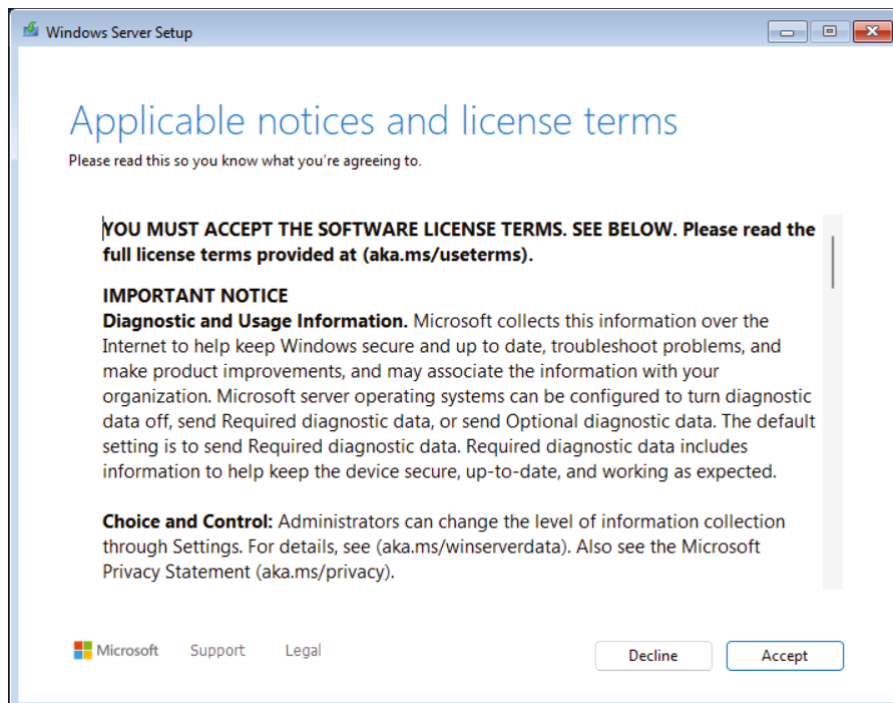 Windows Server Setup
Applicable notices and license terms
Please read this so you know what you're agreeing to.
YOU MUST ACCEPT THE SOFTWARE LICENSE TERMS. SEE BELOW. Please read the
full license terms provided at (aka.ms/useterms).
IMPORTANT NOTICE
Diagnostic and Usage Information. Microsoft collects this information over the
Internet to help keep Windows secure and up to date, troubleshoot problems, and
make product improvements, and may associate the information with your
organization. Microsoft server operating systems can be configured to turn diagnostic
data off, send Required diagnostic data, or send Optional diagnostic data. The default
setting is to send Required diagnostic data. Required diagnostic data includes
information to help keep the device secure, up-to-date, and working as expected.
Choice and Control: Administrators can change the level of information collection
through Settings. For details, see (aka.ms/winserverdata). Also see the Microsoft
Privacy Statement (aka.ms/privacy).
Microsoft Support Legal Decline Accept